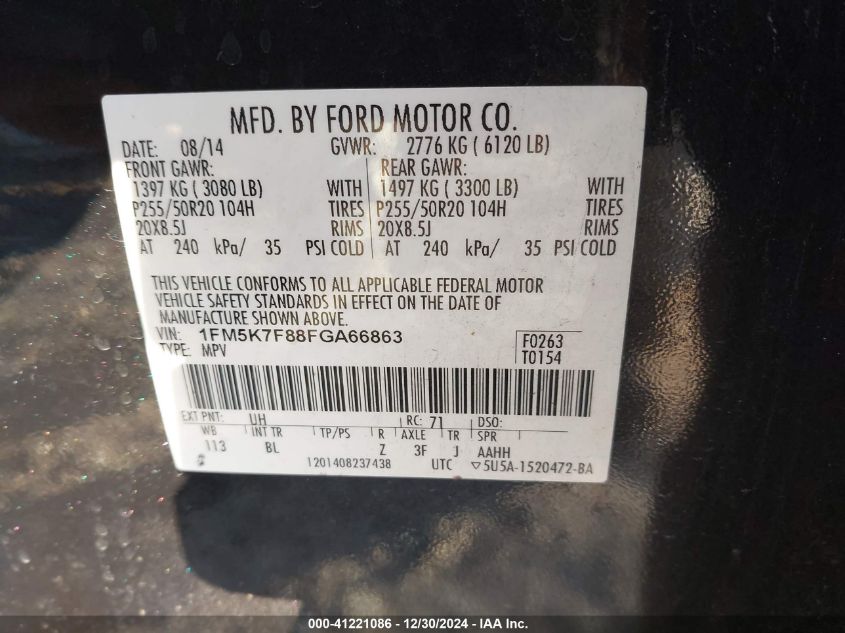 MFD. BY FORD MOTOR CO.
DATE: 08/14 GVWR: 2776 KG ( 6120 LB)
FRONT GAWR: REAR GAWR:
1397 KG ( 3080 LB) WITH 1497 KG ( 3300 LB) WITH
P255/50R20 104H TIRES P255/50R20 104H TIRES
20X8.5J RIMS 20X8.5J RIMS
AT 240 kPa/ 35 PSI COLD AT 240 kPa/ 35 PSI COLD
THIS VEHICLE CONFORMS TO ALL APPLICABLE FEDERAL MOTOR
VEHICLE SAFETY STANDARDS IN EFFECT ON THE DATE OF
MANUFACTURE SHOWN ABOVE.
VIN: 1FM5K7F88FGA66863 F0263
TYPE: MPV T0154
EXT PNT: UH RC: 71 DSO:
WB INT TR TP/PS R AXLE TR SPR
113 BL Z 3F J AAHH
1201408237438 UTC ▽5U5A-1520472-BA
000-41221086 - 12/30/2024 - IAA Inc.